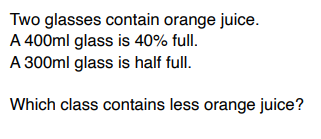 Two glasses contain orange juice.
A 400ml glass is 40% full.
A 300ml glass is half full.
Which class contains less orange juice?